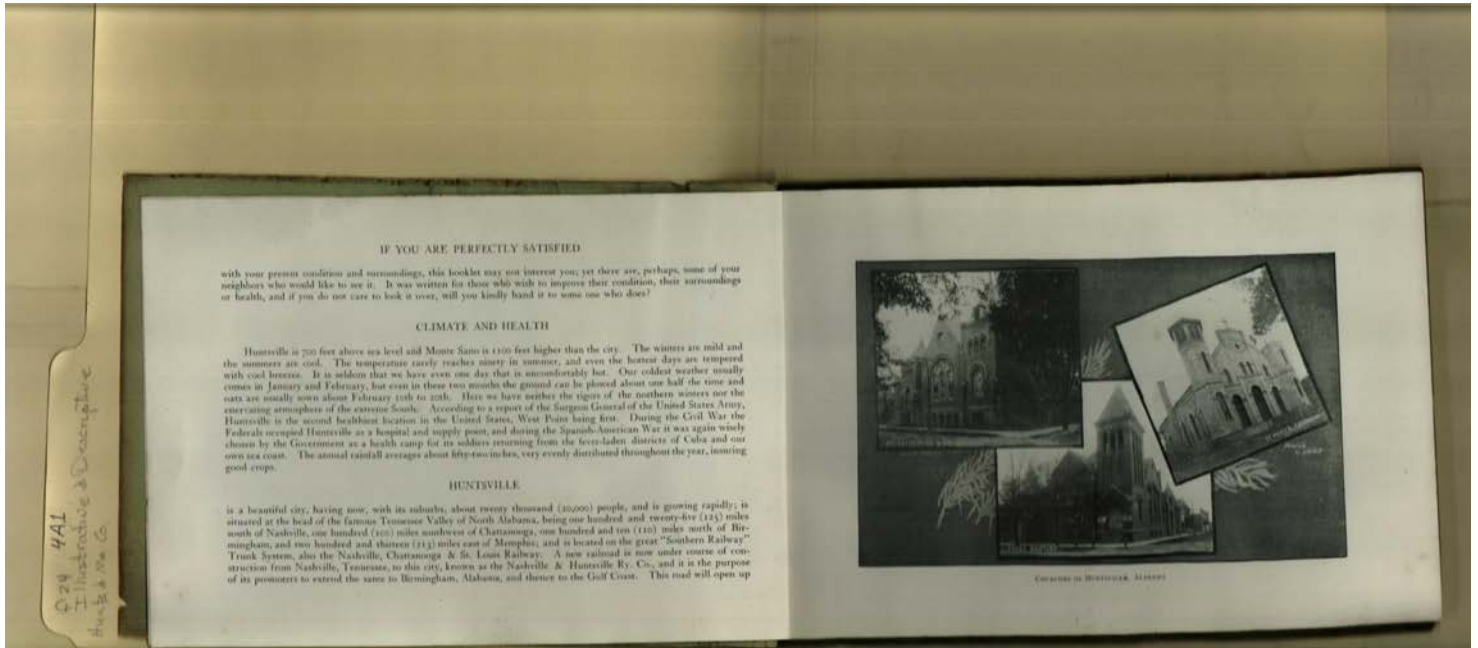 IF YOU ARE PERFECTLY SATISFIED
with your present condition and surroundings, this booklet may not interest you; yet there are, perhaps, some of your
neighbors who would like to see it. It was written for those who wish to improve their condition, their surroundings
or health, and if you do not care to look it over, will you kindly hand it to some one who does?
CLIMATE AND HEALTH
Huntsville is 700 feet above sea level and Monte Sano is 1100 feet higher than the city. The winters are mild and
the summers are cool. The temperature rarely reaches ninety in summer, and even the hottest days are tempered
with cool breezes. It is seldom that we have even one day that is uncomfortably hot. Our coldest weather usually
comes in January and February, but even in these two months the ground can be plowed about one half the time and
oats are usually sown about February 10th to 20th. Here we have neither the rigors of the northern winters nor the
enervating atmosphere of the extreme South. According to a report of the Surgeon General of the United States Army,
Huntsville is the second healthiest location in the United States, West Point being first. During the Civil War the
Federals occupied Huntsville as a hospital and supply point, and during the Spanish-American War it was again wisely
chosen by the Government as a health camp for its soldiers returning from the fever-laden districts of Cuba and our
own sea coast. The annual rainfall averages about fifty-two inches, very evenly distributed throughout the year, insuring
good crops.
HUNTSVILLE
is a beautiful city, having now, with its suburbs, about twenty thousand (20,000) people, and is growing rapidly; is
situated at the head of the famous Tennessee Valley of North Alabama, being one hundred and twenty-five (125) miles
south of Nashville, one hundred (100) miles southwest of Chattanooga, one hundred and ten (110) miles north of Bir-
mingham, and two hundred and thirteen (213) miles east of Memphis; and is located on the great "Southern Railway"
Trunk System, also the Nashville, Chattanooga & St. Louis Railway. A new railroad is now under course of con-
struction from Nashville, Tennessee, to this city, known as the Nashville & Huntsville Ry. Co., and it is the purpose
of its promoters to extend the same to Birmingham, Alabama, and thence to the Gulf Coast. This road will open up
CHURCHES OF HUNTSVILLE, ALABAMA
4A1
Illustrative & Descriptive